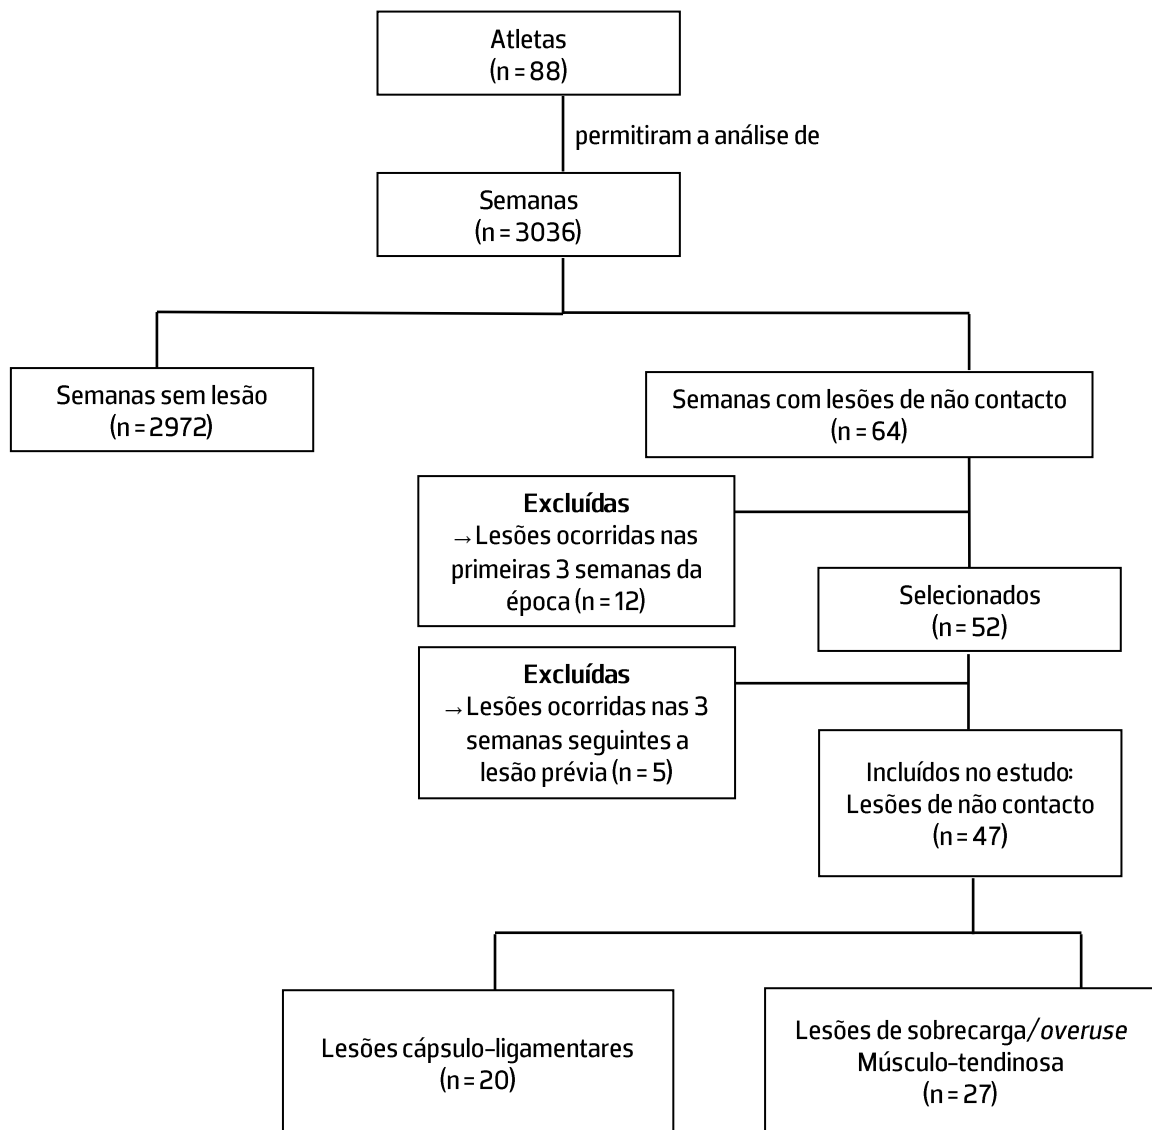 Atletas
(n = 88)
permitiram a análise de
Semanas
(n = 3036)
Semanas sem lesão
(n = 2972)
Semanas com lesões de não contacto
(n = 64)
Excluídas
→Lesões ocorridas nas
primeiras 3 semanas da
época (n = 12)
Selecionados
(n = 52)
Excluídas
→Lesões ocorridas nas 3
semanas seguintes a
lesão prévia (n = 5)
Incluídos no estudo:
Lesões de não contacto
(n = 47)
Lesões cápsulo-ligamentares
(n = 20)
Lesões de sobrecarga/overuse
Músculo-tendinosa
(n = 27)